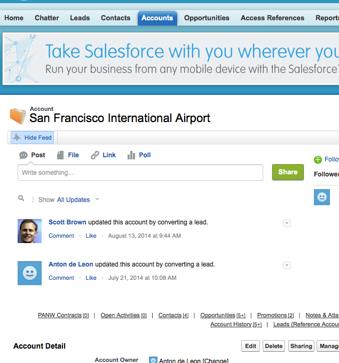 Home Chatter Leads Contacts Accounts Opportunities Access References Reporti
Take Salesforce with you wherever you
Run your business from any mobile device with the Salesforce1
Account
San Francisco International Airport
Hide Feed
Post File Link Poll
Write something...
Share
Follo
Followe
Show All Updates
Scott Brown updated this account by converting a lead.
Comment · Like · August 13, 2014 at 9:44 AM
Anton de Leon updated this account by converting a lead.
Comment · Like · July 21, 2014 at 10:08 AM
PANW Contracts [0] | Open Activities [0] | Contacts [4] | Opportunities [5+] | Promotions [2] | Notes & Atta
Account History [5+] | Leads (Reference Accoun
Account Detail
Edit Delete Sharing Manag
Account Owner Anton de Leon [Change]